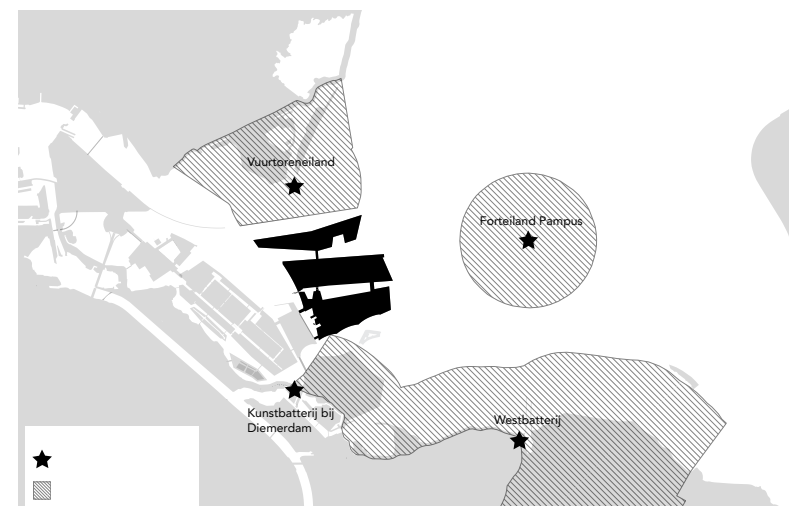 Vuurtoreneiland
Forteiland Pampus
Kunstbatterij bij
Diemerdam
Westbatterij